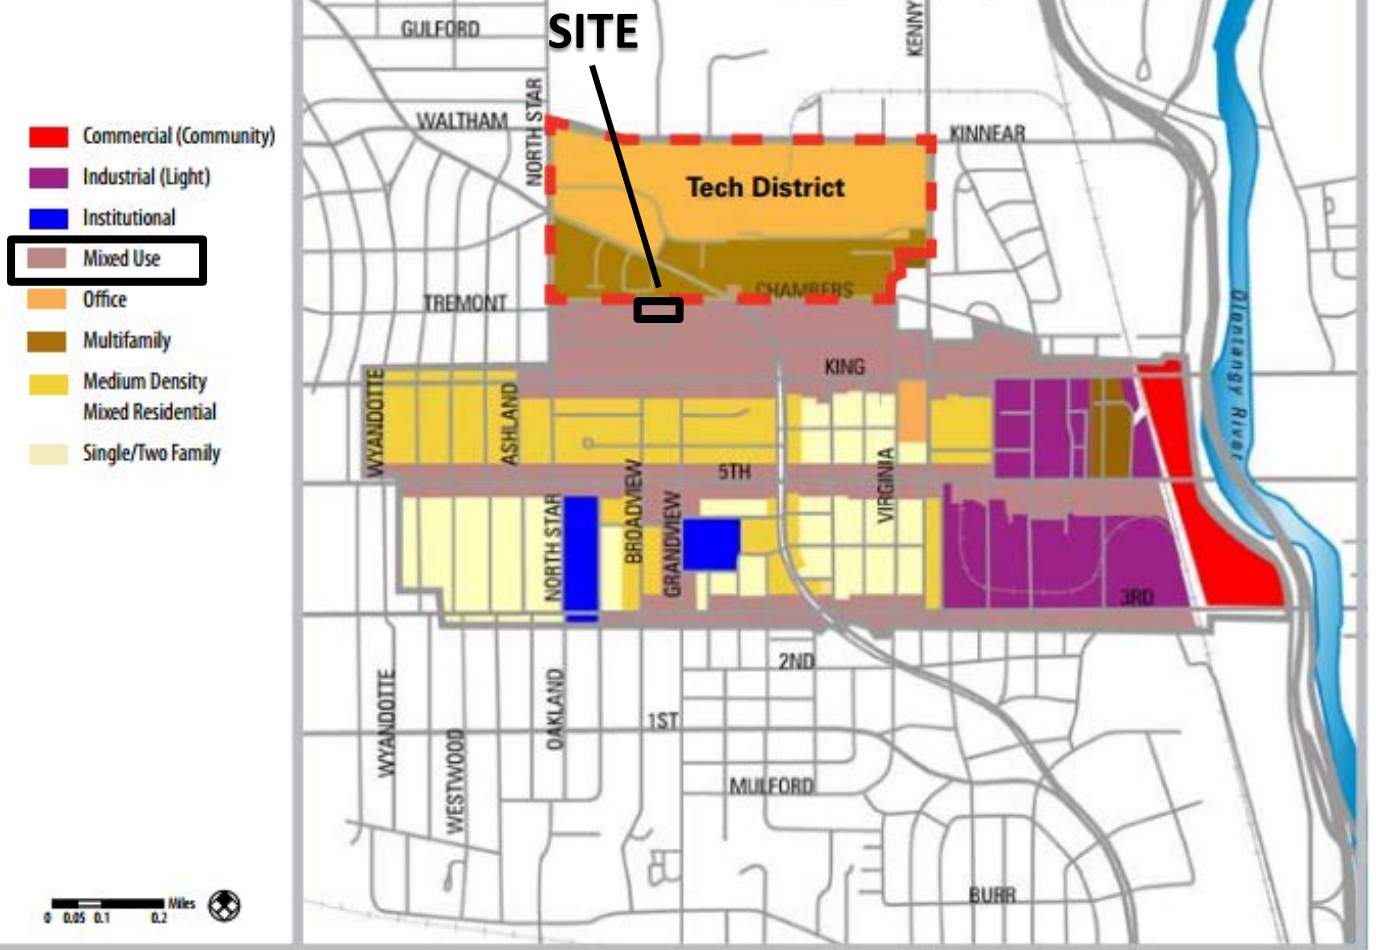 SITE
GULFORD
KENNY
NORTH STAR
WALTHAM
KINNEAR
Commercial (Community)
Industrial (Light)
Institutional
Mixed Use
Office
Multifamily
Medium Density
Mixed Residential
Single/Two Family
Tech District
CHAMBERS
TREMONT
Olentangy River
KING
WYANDOTTE
ASHLAND
5TH
BROADVIEW
VIRGINIA
NORTH STAR
GRANDVIEW
3RD
2ND
WYANDOTTE
OAKLAND
1ST
WESTWOOD
MULFORD
BURR
Miles
0 0.05 0.1 0.2